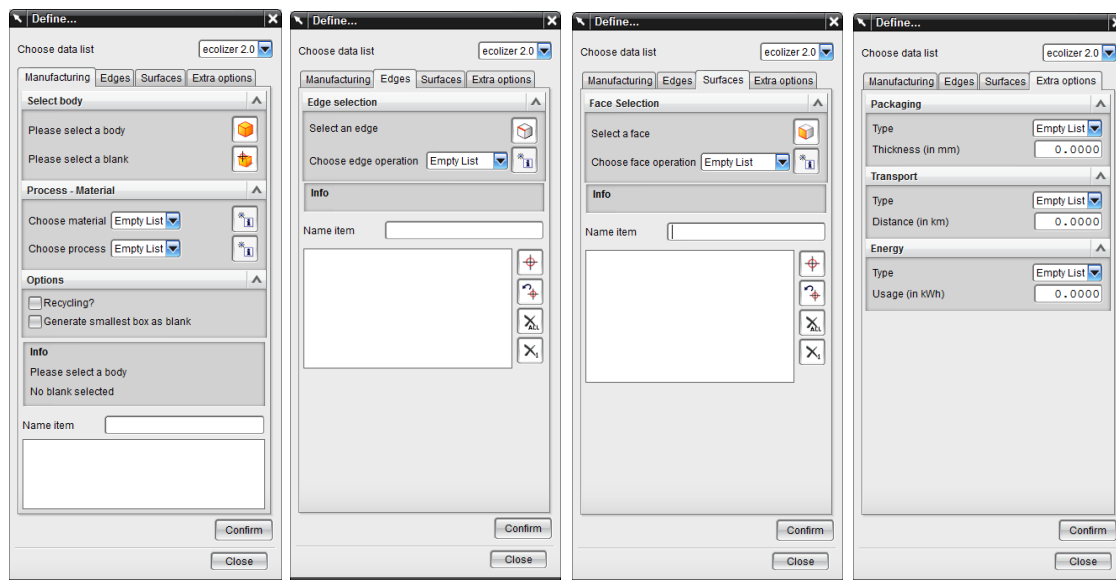 Define...
Choose data list ecolizer 2.0
Manufacturing Edges Surfaces Extra options
Select body
Please select a body
Please select a blank
Process - Material
Choose material Empty List
Choose process Empty List
Options
Recycling?
Generate smallest box as blank
Info
Please select a body
No blank selected
Name item
Confirm
Close
Define...
Choose data list ecolizer 2.0
Manufacturing Edges Surfaces Extra options
Edge selection
Select an edge
Choose edge operation Empty List
Info
Name item
ALL
1
Confirm
Close
Define...
Choose data list ecolizer 2.0
Manufacturing Edges Surfaces Extra options
Face Selection
Select a face
Choose face operation Empty List
Info
Name item
ALL
1
Confirm
Close
Define...
Choose data list ecolizer 2.0
Manufacturing Edges Surfaces Extra options
Packaging
Type Empty List
Thickness (in mm) 0.0000
Transport
Type Empty List
Distance (in km) 0.0000
Energy
Type Empty List
Usage (in kWh) 0.0000
Confirm
Close